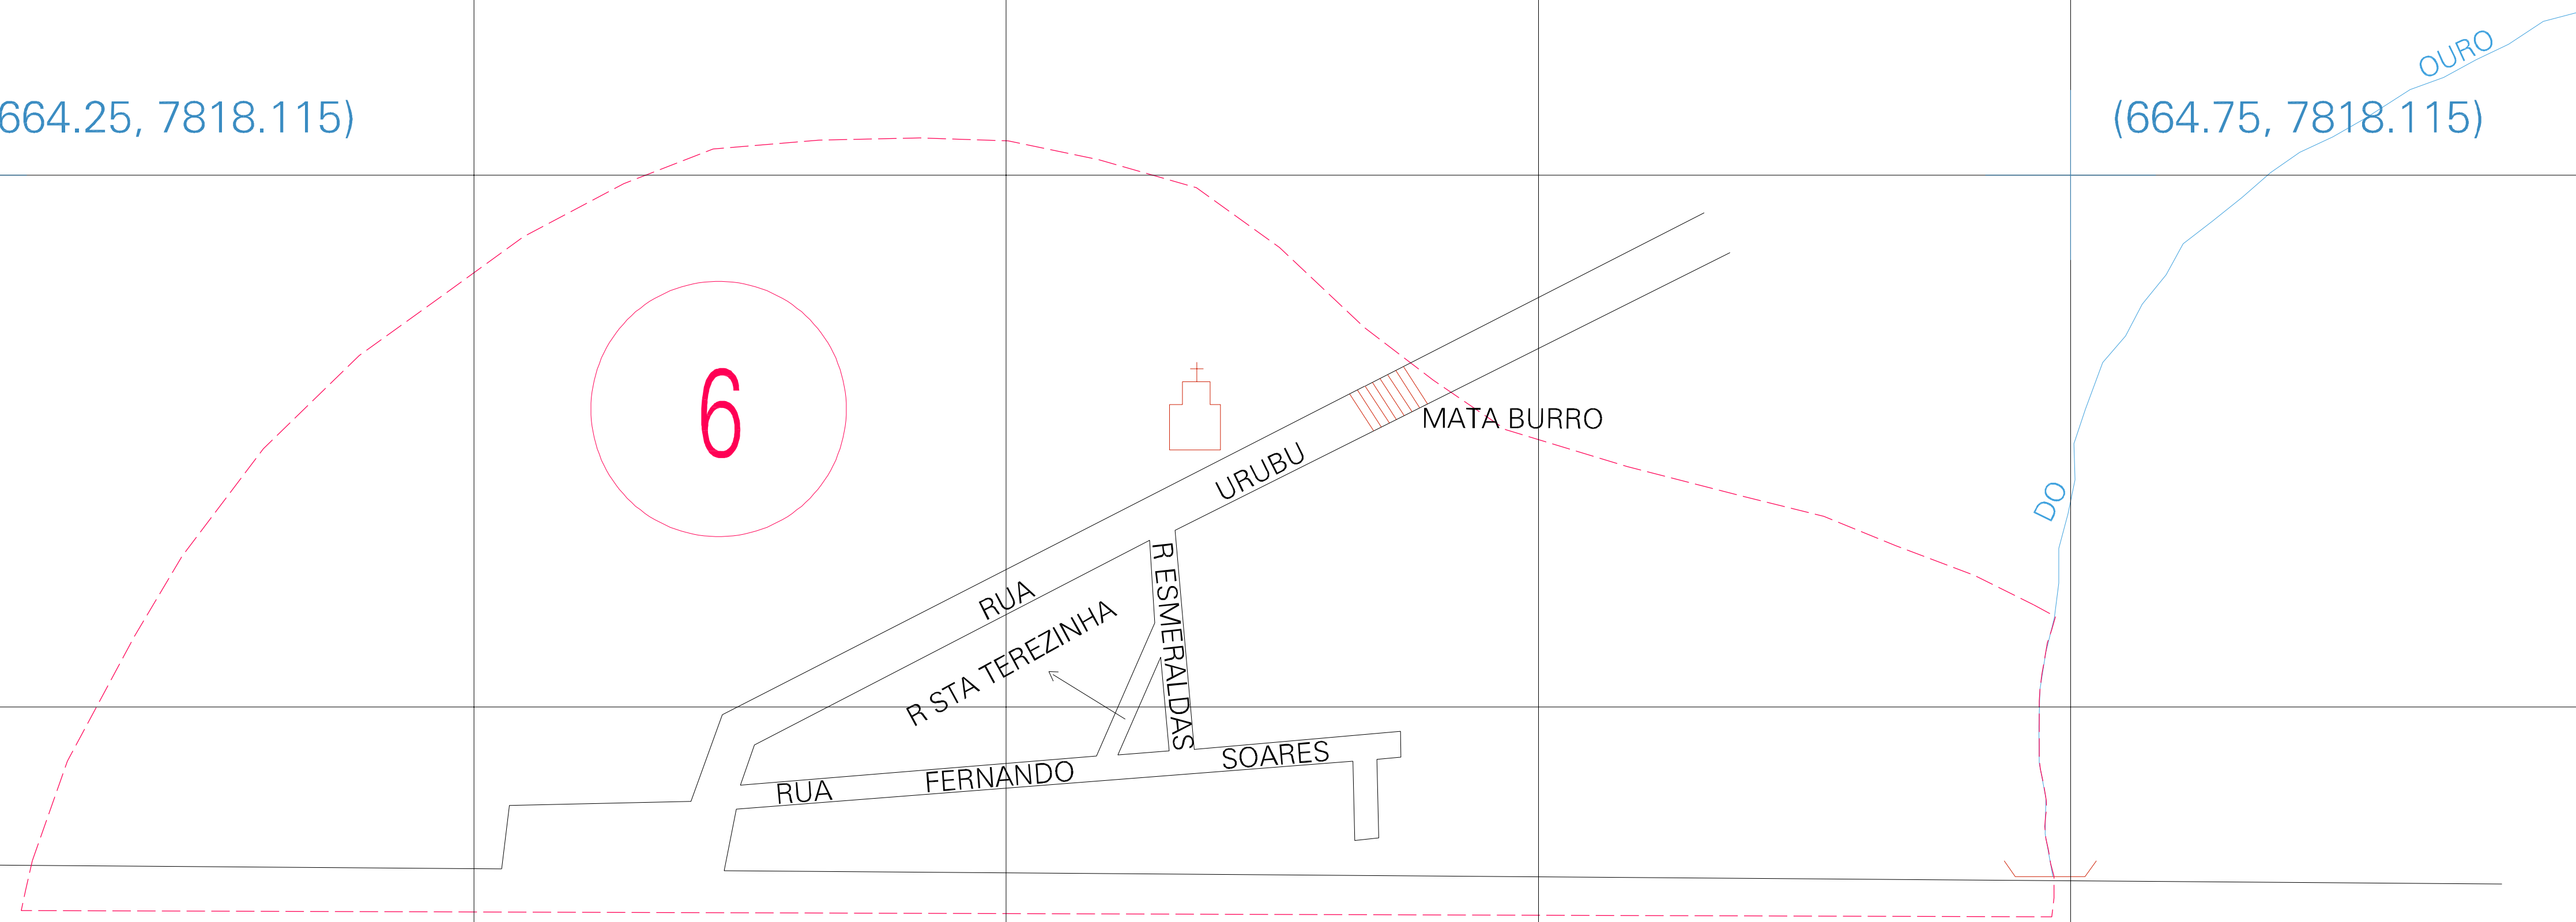 OURO
664.25, 7818.115)
(664.75, 7818.115)
6
MATA BURRO
URUBU
DO
RUA
R ESMERALDAS
R STA TEREZINHA
SOARES
FERNANDO
RUA